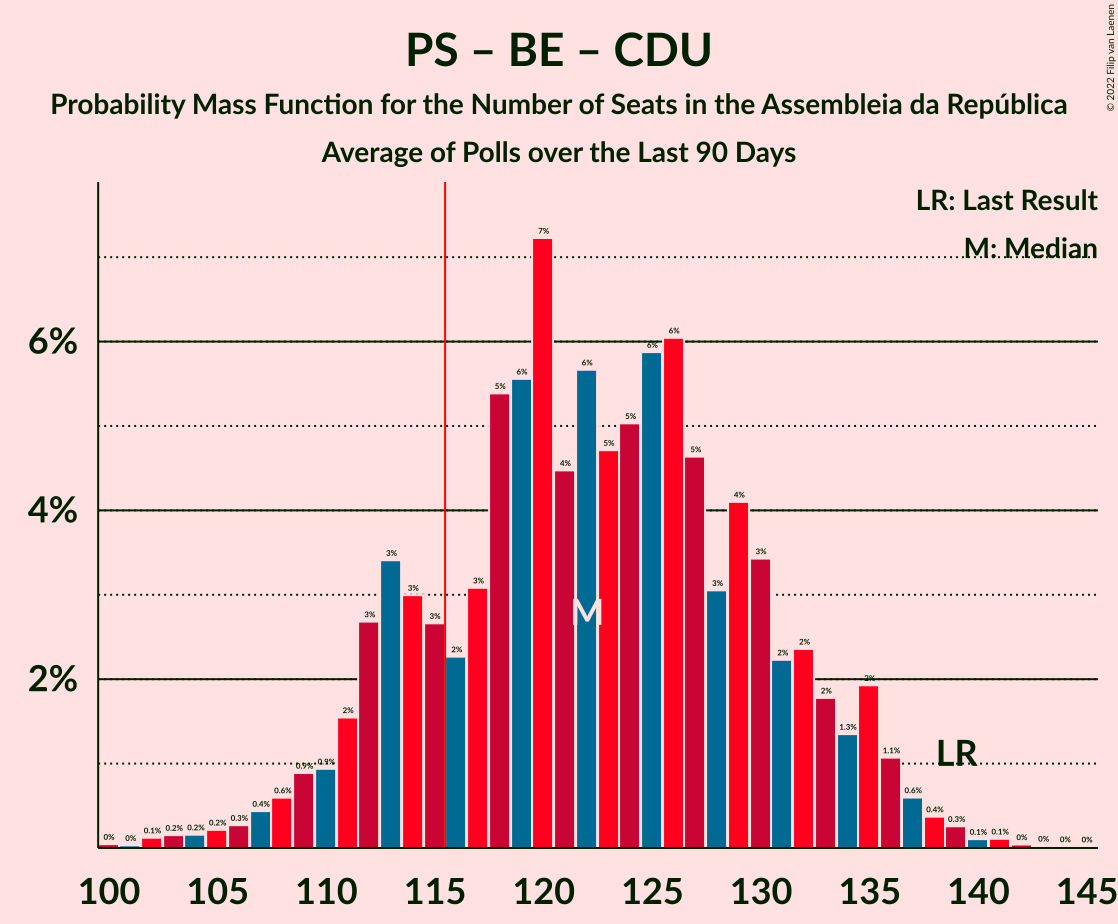 PS – BE – CDU
Probability Mass Function for the Number of Seats in the Assembleia da República
Average of Polls over the Last 90 Days
© 2022 Filip van Laenen
LR: Last Result
M: Median
6%
4%
2%
0% 0% 0.1% 0.2% 0.2% 0.2% 0.3% 0.4% 0.6% 0.9% 0.9% 2% 3% 3% 3% 3% 2% 3% 5% 6% 7% 4% 6% 5% 5% 6% 6% 5% 3% 4% 3% 2% 2% 2% 1.3% 2% 1.1% 0.6% 0.4% 0.3% 0.1% 0.1% 0% 0% 0% 0%
M
LR
100 105 110 115 120 125 130 135 140 145